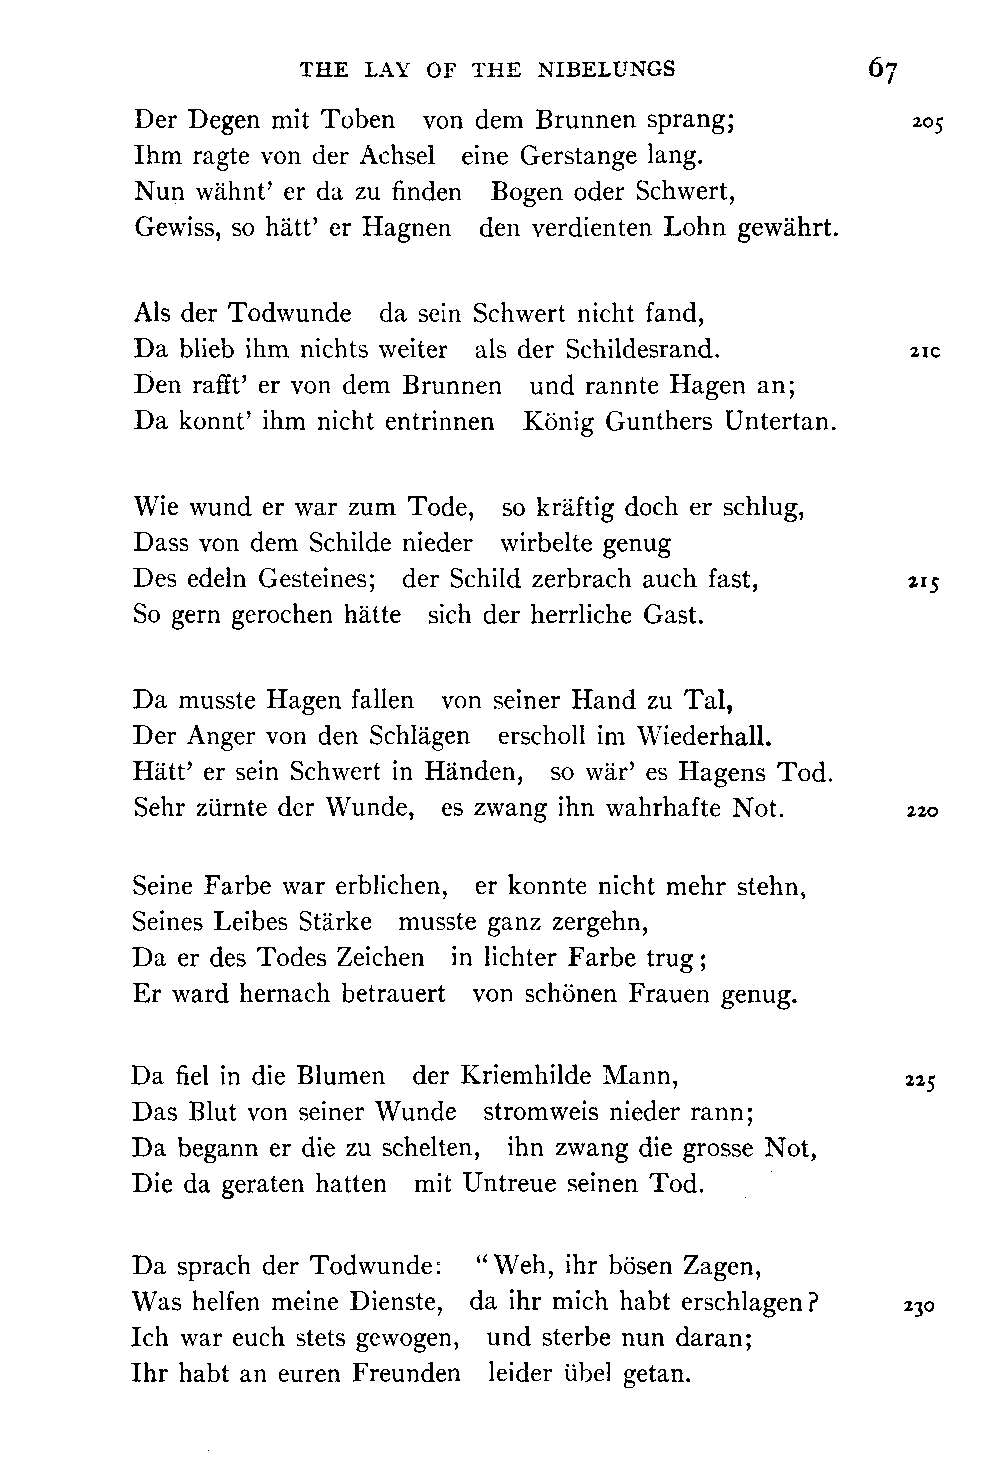 THE LAY OF THE NIBELUNGS 67
Der Degen mit Toben von dem Brunnen sprang; 205
Ihm ragte von der Achsel eine Gerstange lang.
Nun wähnt’ er da zu finden Bogen oder Schwert,
Gewiss, so hätt’ er Hagnen den verdienten Lohn gewährt.
Als der Todwunde da sein Schwert nicht fand,
Da blieb ihm nichts weiter als der Schildesrand. 210
Den rafft’ er von dem Brunnen und rannte Hagen an;
Da konnt’ ihm nicht entrinnen König Gunthers Untertan.
Wie wund er war zum Tode, so kräftig doch er schlug,
Dass von dem Schilde nieder wirbelte genug
Des edeln Gesteines; der Schild zerbrach auch fast, 215
So gern gerochen hätte sich der herrliche Gast.
Da musste Hagen fallen von seiner Hand zu Tal,
Der Anger von den Schlägen erscholl im Wiederhall.
Hätt’ er sein Schwert in Händen, so wär’ es Hagens Tod.
Sehr zürnte der Wunde, es zwang ihn wahrhafte Not. 220
Seine Farbe war erblichen, er konnte nicht mehr stehn,
Seines Leibes Stärke musste ganz zergehn,
Da er des Todes Zeichen in lichter Farbe trug;
Er ward hernach betrauert von schönen Frauen genug.
Da fiel in die Blumen der Kriemhilde Mann, 225
Das Blut von seiner Wunde stromweis nieder rann;
Da begann er die zu schelten, ihn zwang die grosse Not,
Die da geraten hatten mit Untreue seinen Tod.
Da sprach der Todwunde: “Weh, ihr bösen Zagen,
Was helfen meine Dienste, da ihr mich habt erschlagen? 230
Ich war euch stets gewogen, und sterbe nun daran;
Ihr habt an euren Freunden leider übel getan.